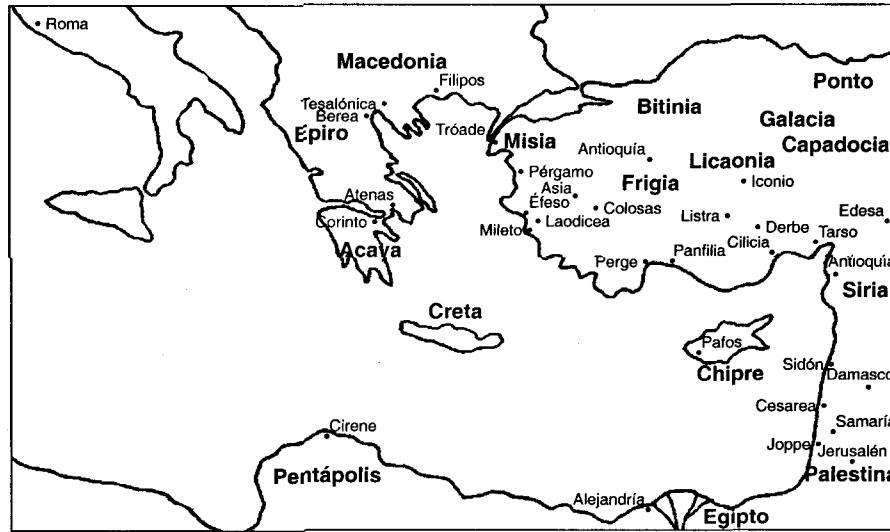 Roma
Macedonia
Filipos
Ponto
Bitinia
Tesalónica
Berea
Epiro
Galacia
Tróade
Misia
Capadocia
Antioquía
Licaonia
Pérgamo
Frigia
Iconio
Asia
Atenas
Éfeso
Colosas
Edesa
Corinto
Laodicea
Listra
Mileto
Derbe
Tarso
Acaya
Cilicia
Perge
Panfilia
Antioquía
Siria
Creta
Pafos
Sidón
Chipre
Damasco
Cesarea
Cirene
Samaría
Joppe
Jerusalén
Pentápolis
Palestina
Alejandría
Egipto